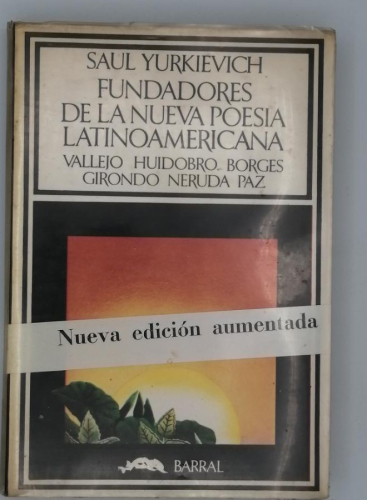 SAUL YURKIEVICH
FUNDADORES
DE LA NUEVA POESIA
LATINOAMERICANA
VALLEJO HUIDOBRO BORGES
GIRONDO NERUDA PAZ
Nueva edición aumentada
BARRAL